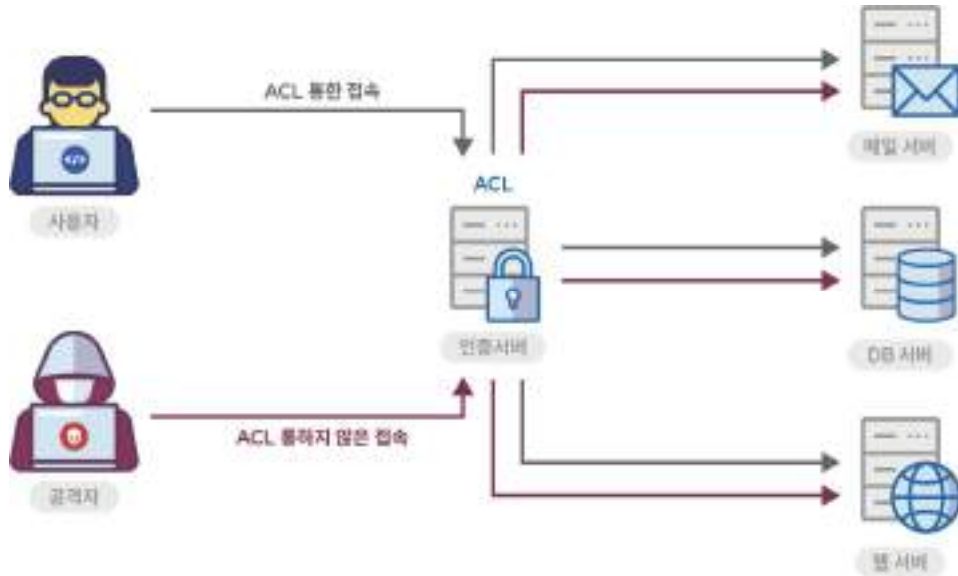 ACL 통한 접속
사용자
ACL
인증서버
ACL 통하지 않은 접속
공격자
메일 서버
DB 서버
웹 서버